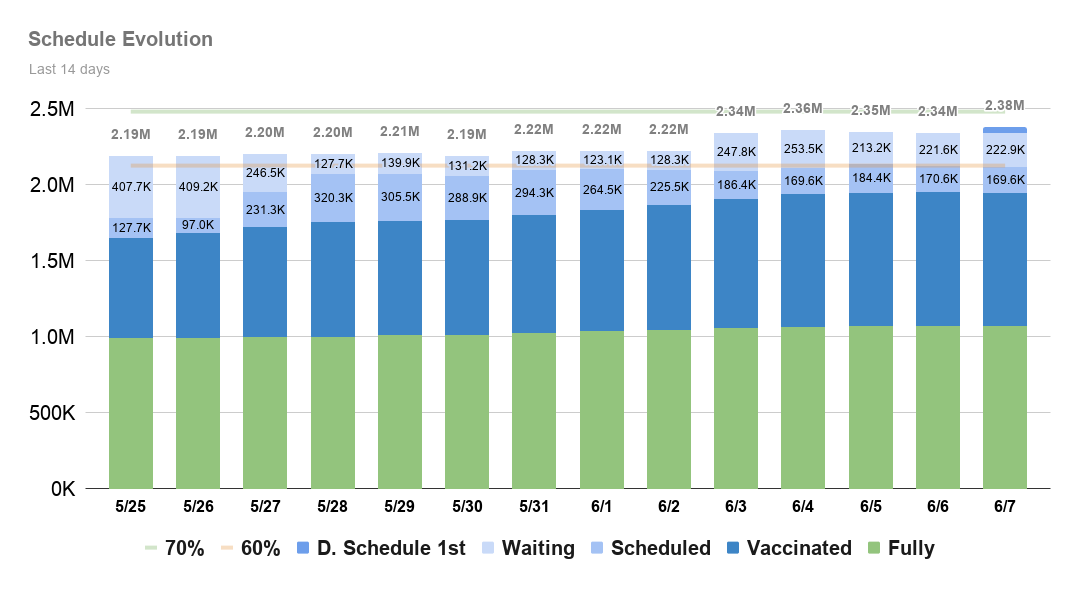 Schedule Evolution
Last 14 days
2.5M
2.0M
1.5M
1.0M
500K
0K
2.19M 2.19M 2.20M 2.20M 2.21M 2.19M 2.22M 2.22M 2.22M 2.34M 2.36M 2.35M 2.34M 2.38M
407.7K 409.2K 246.5K 127.7K 139.9K 131.2K 128.3K 123.1K 128.3K 247.8K 253.5K 213.2K 221.6K 222.9K
127.7K 97.0K 231.3K 320.3K 305.5K 288.9K 294.3K 264.5K 225.5K 186.4K 169.6K 184.4K 170.6K 169.6K
5/25 5/26 5/27 5/28 5/29 5/30 5/31 6/1 6/2 6/3 6/4 6/5 6/6 6/7
70% 60% D. Schedule 1st Waiting Scheduled Vaccinated Fully